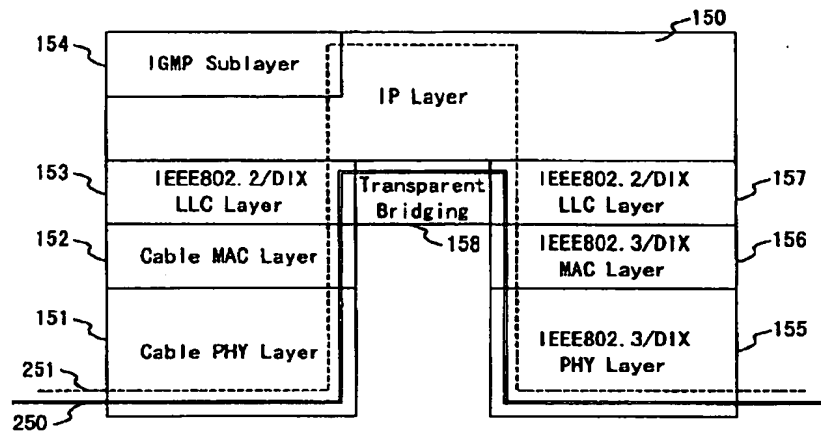 150
154
IGMP Sublayer
IP Layer
153
IEEE802.2/DIX
LLC Layer
Transparent
Bridging
IEEE802.2/DIX
LLC Layer
157
152
Cable MAC Layer
158
IEEE802.3/DIX
MAC Layer
156
151
Cable PHY Layer
IEEE802.3/DIX
PHY Layer
155
251
250